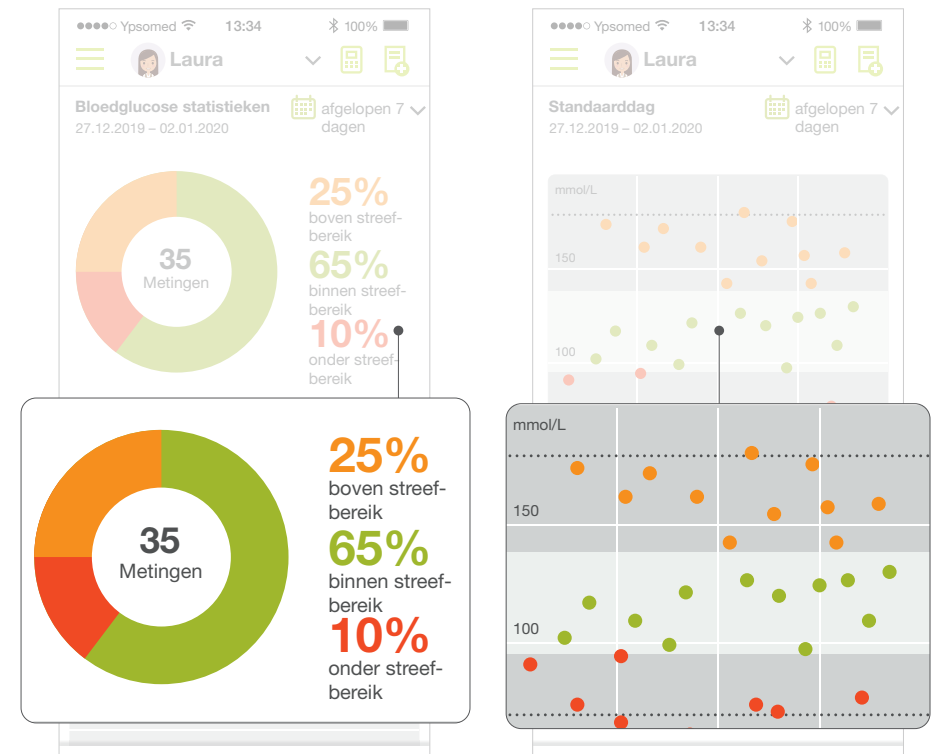 Ypsomed 13:34 100%
Laura
Bloedglucose statistieken
27.12.2019 – 02.01.2020
afgelopen 7
dagen
25%
boven streef-
bereik
65%
binnen streef-
bereik
10%
onder streef-
bereik
35
Metingen
25%
boven streef-
bereik
65%
binnen streef-
bereik
10%
onder streef-
bereik
35
Metingen
Ypsomed 13:34 100%
Laura
Standaarddag
27.12.2019 – 02.01.2020
afgelopen 7
dagen
mmol/L
150
100
mmol/L
150
100